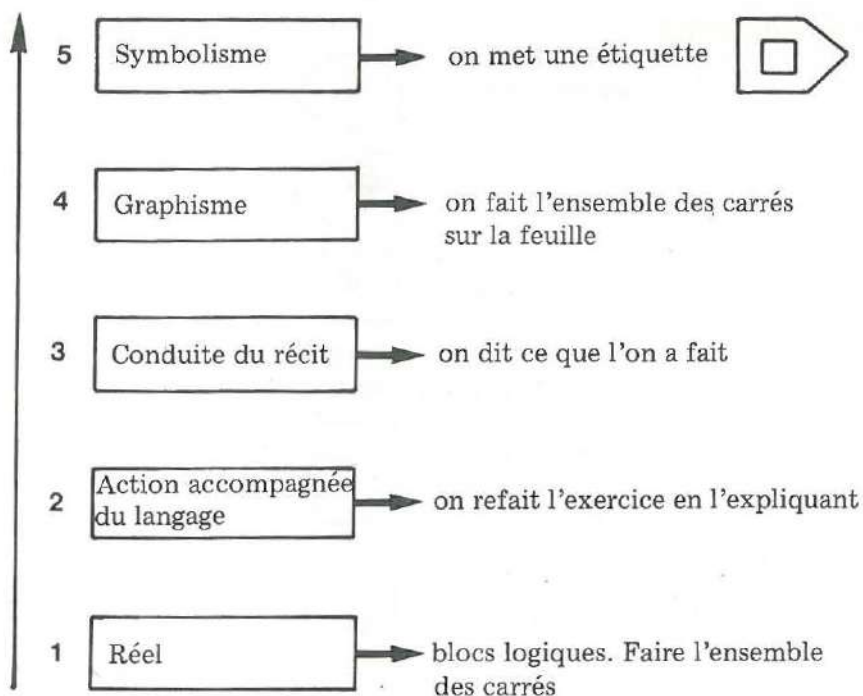 5 Symbolisme on met une étiquette
4 Graphisme on fait l'ensemble des carrés
sur la feuille
3 Conduite du récit on dit ce que l'on a fait
2 Action accompagnée
du langage on refait l'exercice en l'expliquant
1 Réel blocs logiques. Faire l'ensemble
des carrés